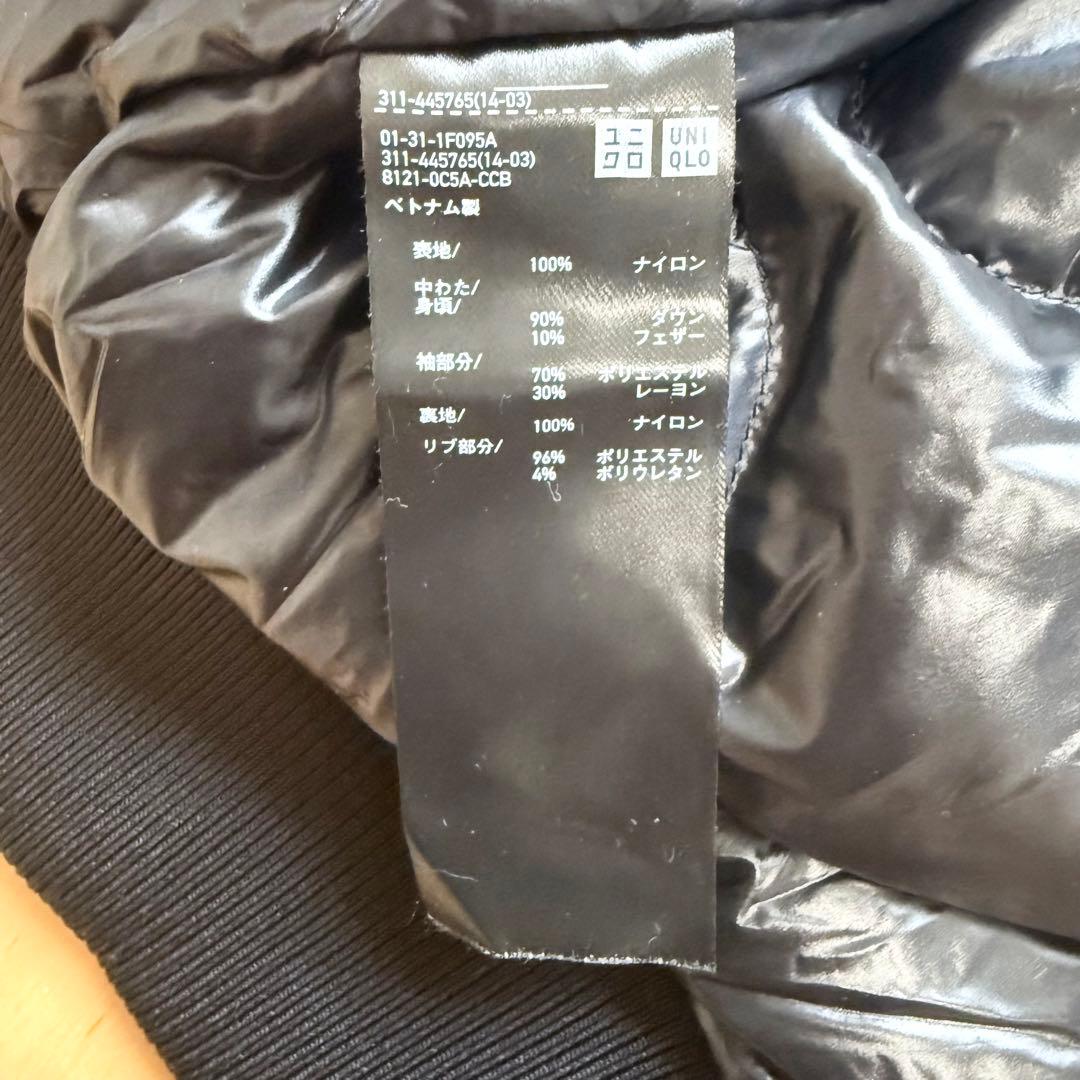 311-445765(14-03)
01-31-1F095A
311-445765(14-03)
8121-0C5A-CCB
ベトナム製
ユニ
クロ
UNI
QLO
表地/
100% ナイロン
中わた/
身頃/
90% ダウン
10% フェザー
袖部分/
70% ポリエステル
30% レーヨン
裏地/
100% ナイロン
リブ部分/
96% ポリエステル
4% ポリウレタン